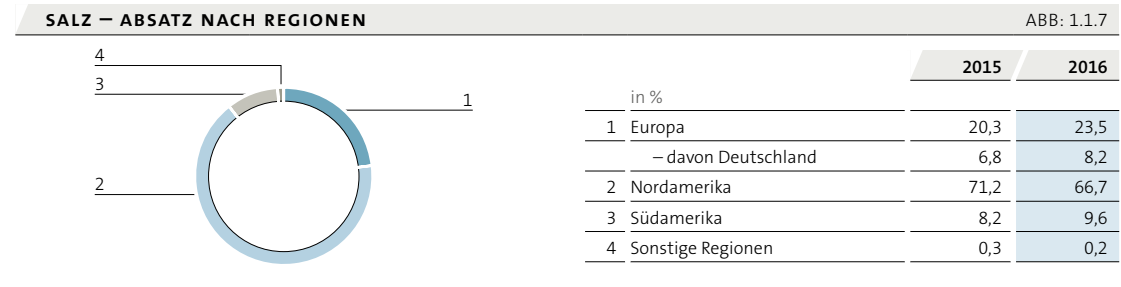 SALZ — ABSATZ NACH REGIONEN ABB: 1.1.7
4
3
1
2
2015 2016
in %
1 Europa 20,3 23,5
– davon Deutschland 6,8 8,2
2 Nordamerika 71,2 66,7
3 Südamerika 8,2 9,6
4 Sonstige Regionen 0,3 0,2